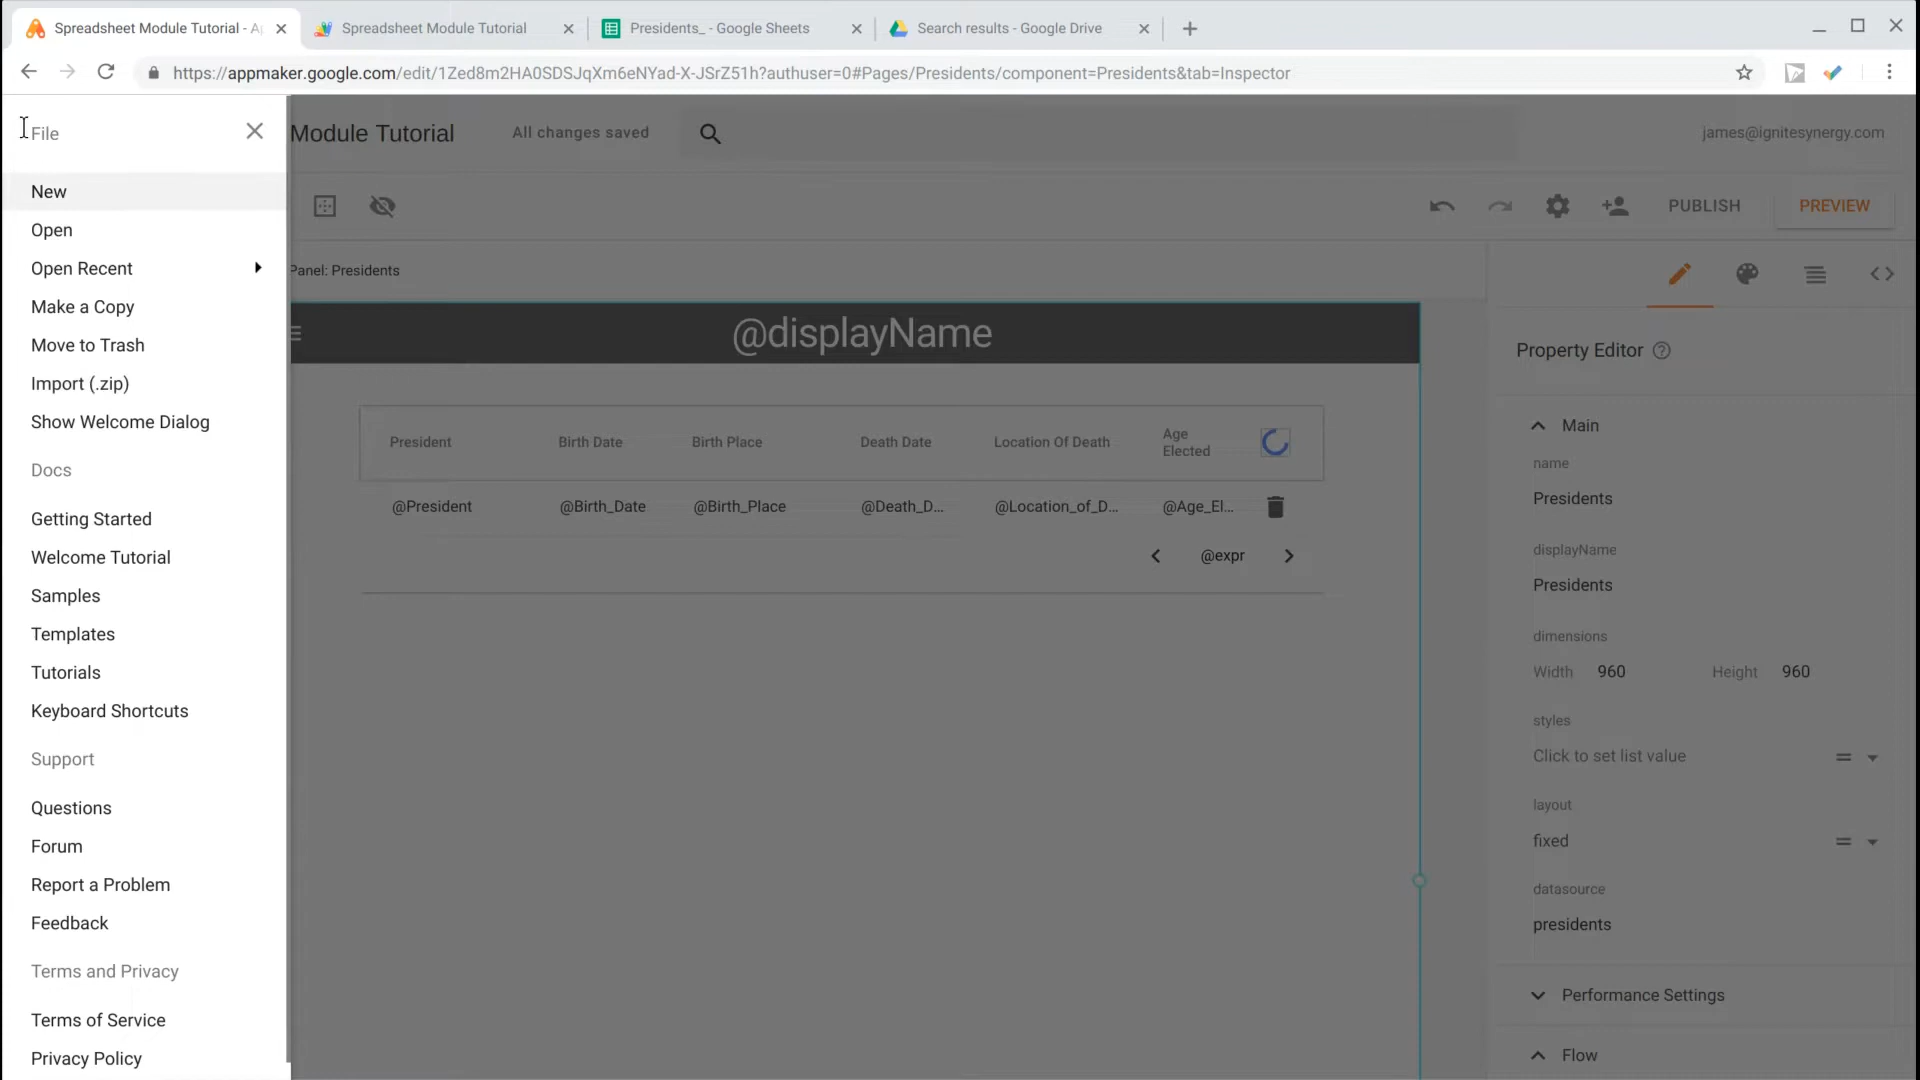 Spreadsheet Module Tutorial - A
Spreadsheet Module Tutorial
Presidents_ - Google Sheets
Search results - Google Drive
https://appmaker.google.com/edit/1Zed8m2HA0SDSJqXm6eNYad-X-JSrZ51h?authuser=0#Pages/Presidents/component=Presidents&tab=Inspector
File
Module Tutorial
All changes saved
james@ignitesynergy.com
New
Open
Open Recent
Make a Copy
Move to Trash
Import (.zip)
Show Welcome Dialog
Docs
Getting Started
Welcome Tutorial
Samples
Templates
Tutorials
Keyboard Shortcuts
Support
Questions
Forum
Report a Problem
Feedback
Terms and Privacy
Terms of Service
Privacy Policy
PUBLISH
PREVIEW
Panel: Presidents
@displayName
President Birth Date Birth Place Death Date Location Of Death Age
Elected
@President @Birth_Date @Birth_Place @Death_D... @Location_of_D... @Age_El...
@expr
Property Editor
Main
name
Presidents
displayName
Presidents
dimensions
Width 960 Height 960
styles
Click to set list value
layout
fixed
datasource
presidents
Performance Settings
Flow